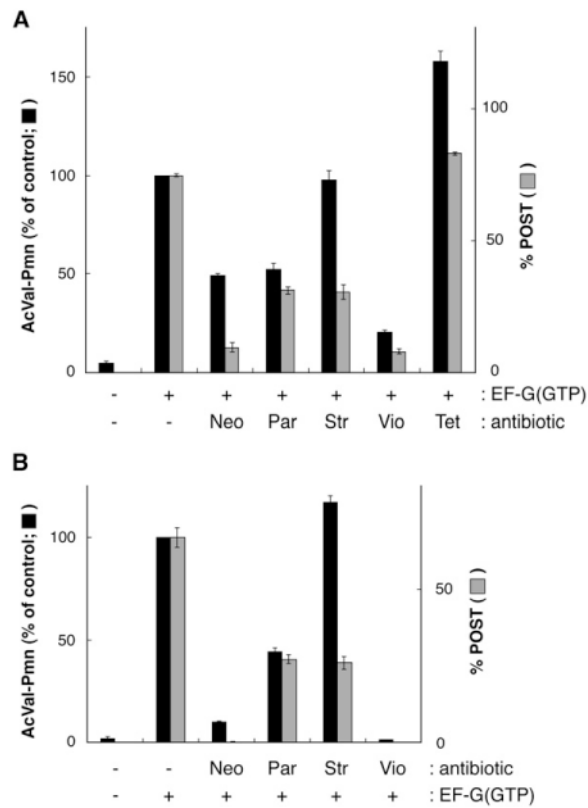 A
AcVal-Pmn (% of control; ■)
150
100
50
0
% POST ( )
100
50
0
- + + + + + + : EF-G(GTP)
- - Neo Par Str Vio Tet : antibiotic
B
AcVal-Pmn (% of control; ■)
100
50
0
% POST ( )
50
0
- - Neo Par Str Vio : antibiotic
- + + + + + : EF-G(GTP)